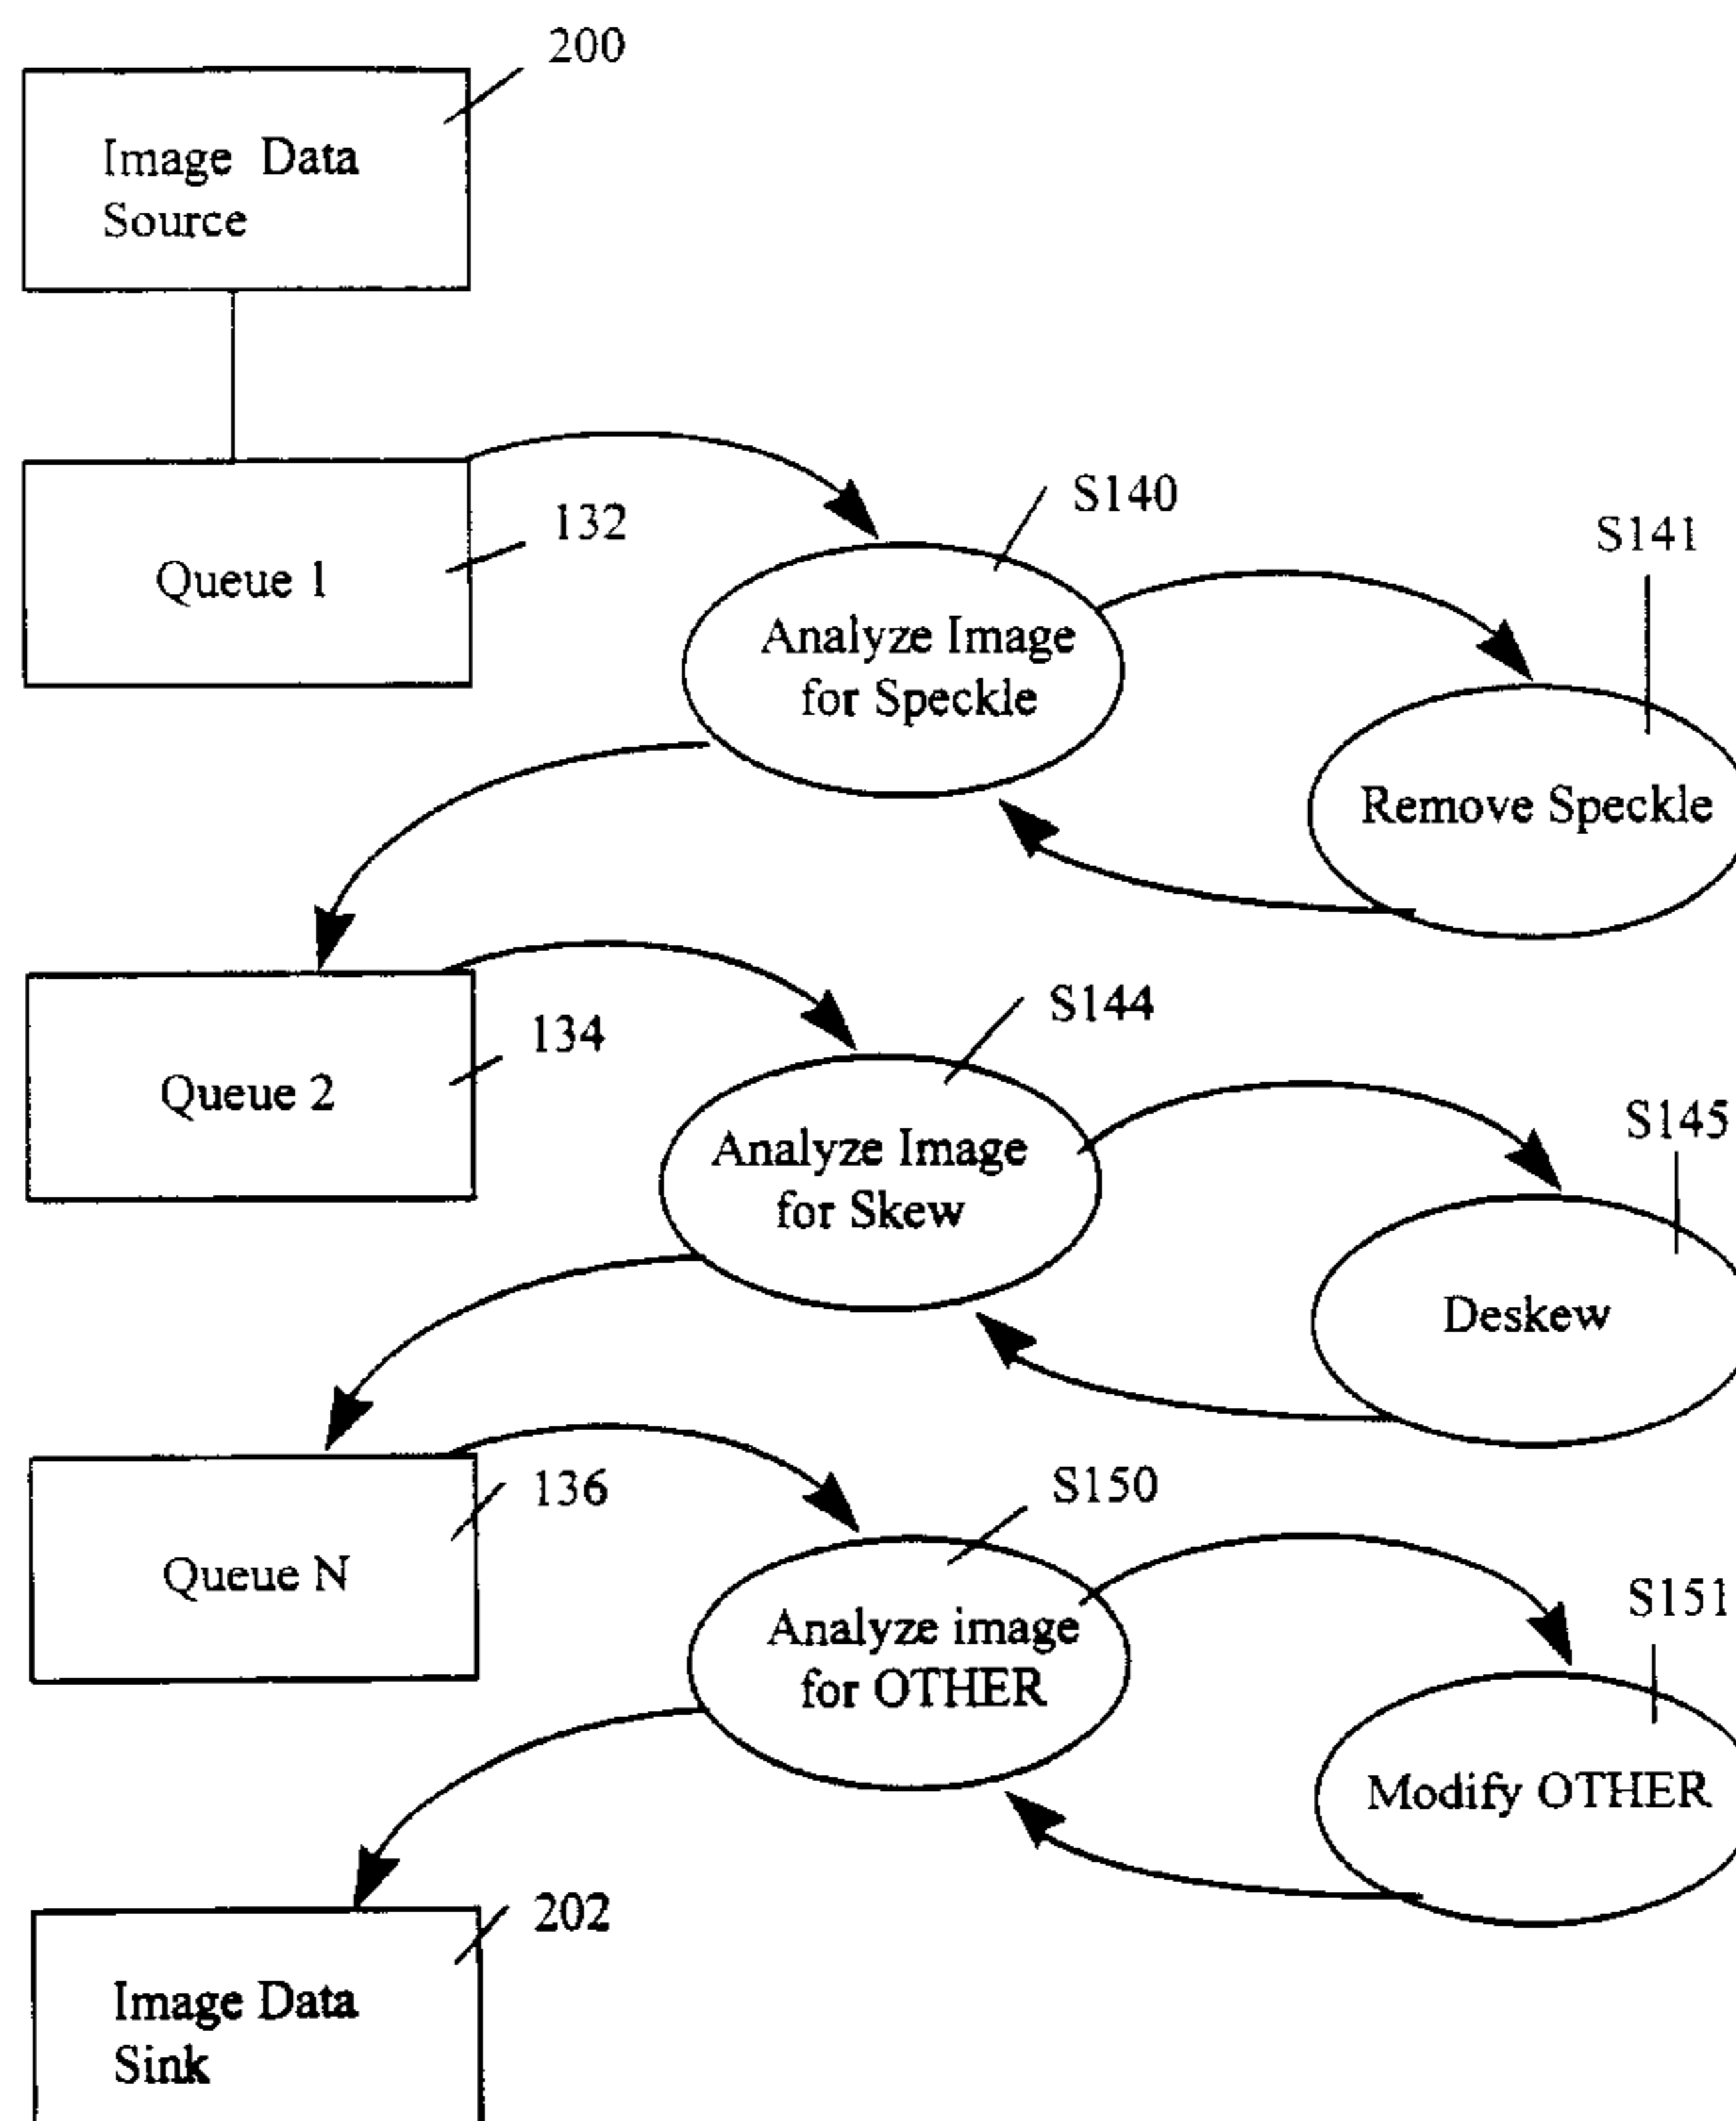 200
Image Data
Source
132
Queue 1
S140
S141
Analyze Image
for Speckle
Remove Speckle
134
Queue 2
S144
S145
Analyze Image
for Skew
Deskew
136
Queue N
S150
S151
Analyze image
for OTHER
Modify OTHER
202
Image Data
Sink